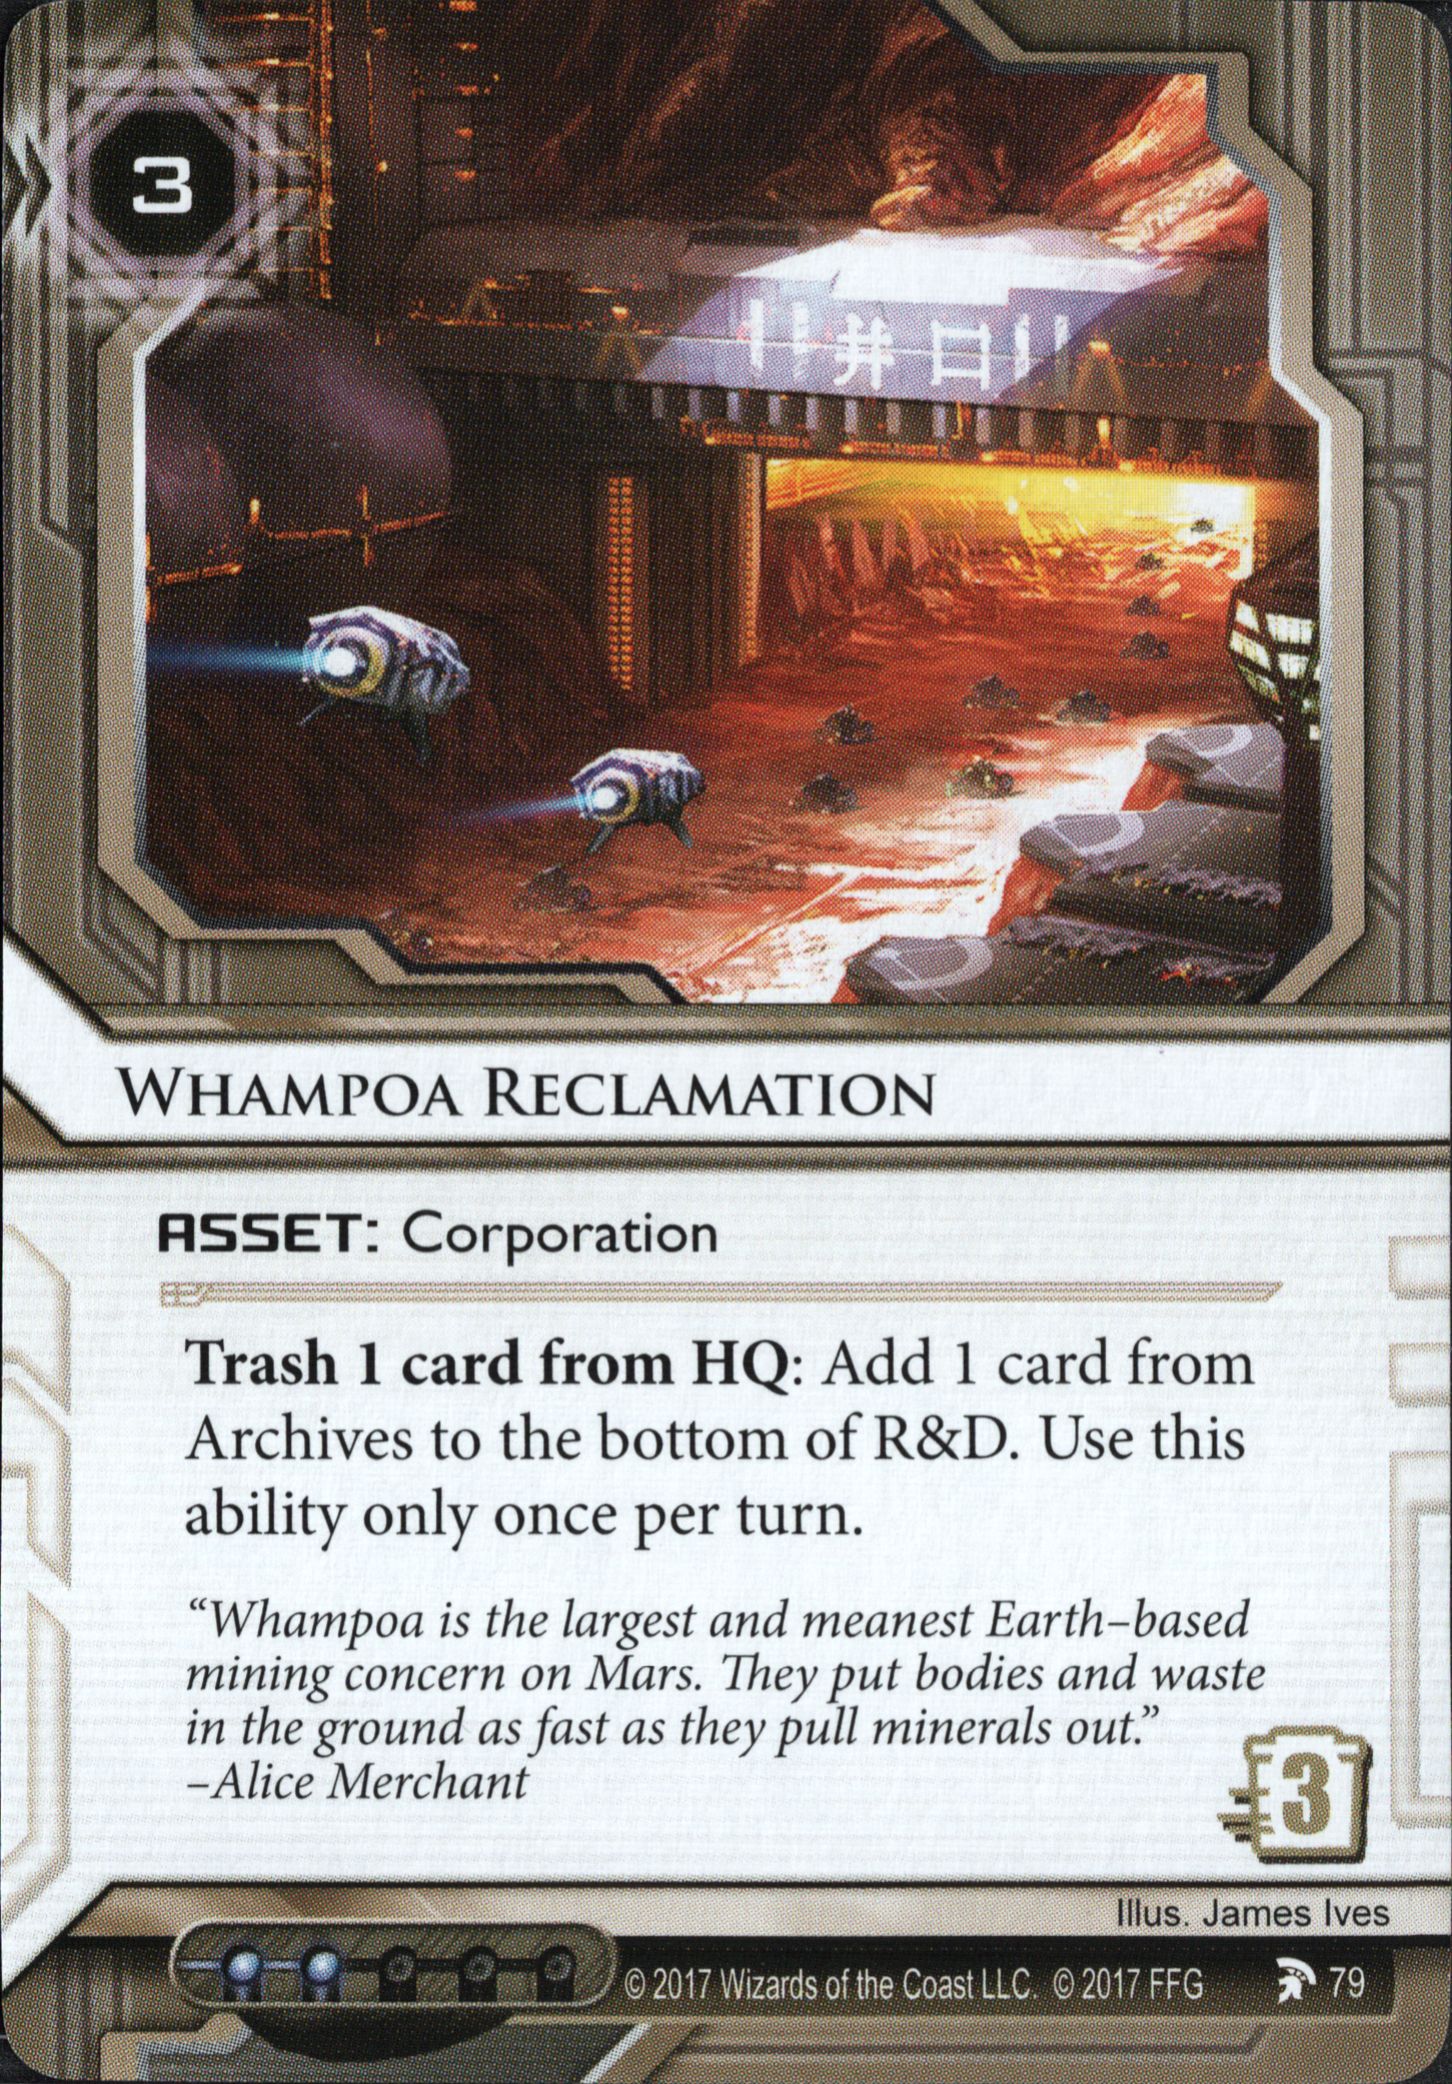 3
井 日
Whampoa Reclamation
ASSET: Corporation
Trash 1 card from HQ: Add 1 card from
Archives to the bottom of R&D. Use this
ability only once per turn.
“Whampoa is the largest and meanest Earth–based
mining concern on Mars. They put bodies and waste
in the ground as fast as they pull minerals out.”
–Alice Merchant
3
Illus. James Ives
© 2017 Wizards of the Coast LLC. © 2017 FFG 79